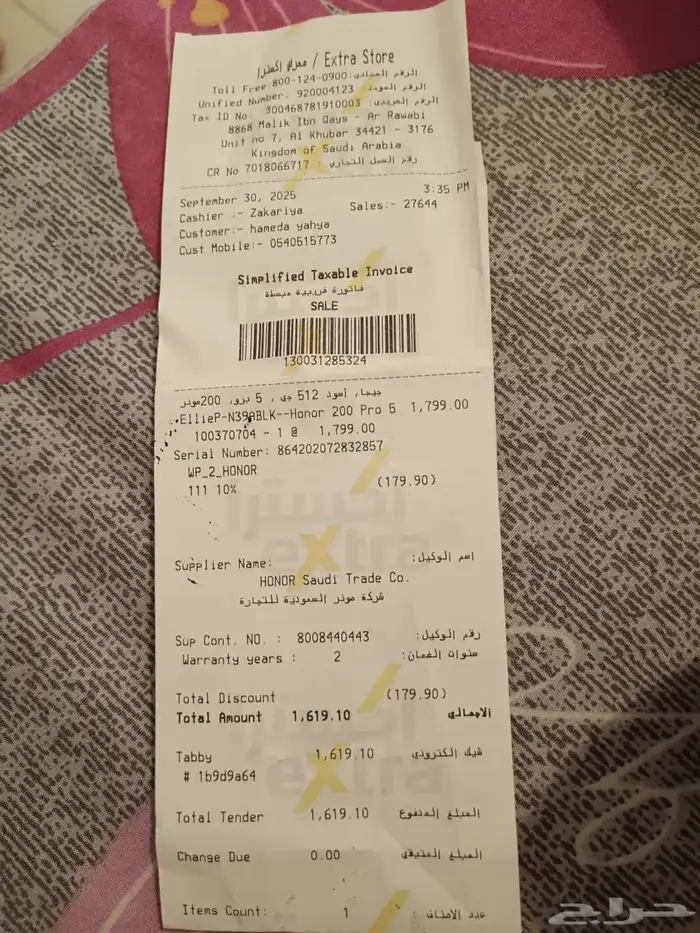 معرض إكسترا / Extra Store
Toll Free:800-124-0900:الرقم المجاني
Unified Number: 920004123 :الرقم الموحد
Tax ID No. 300468781910003 :الرقم الضريبي
8868 Malik Ibn Qays - Ar Rawabi
Unit no 7, Al Khubar 34421 - 3176
Kingdom of Saudi Arabia
CR No 7018066717 : رقم السجل التجاري
September 30, 2025 3:35 PM
Cashier :- Zakariya Sales:- 27644
Customer:- hameda yahya
Cust Mobile:- 0540515773
Simplified Taxable Invoice
فاتورة ضريبية مبسطة
SALE
130031285324
جيجا, أسود 512 جي , 5 برو, 200هونر
EllieP-N39ABLK--Honor 200 Pro 5 1,799.00
100370704 - 1 @ 1,799.00
Serial Number: 864202072832857
WP_2_HONOR
111 10% (179.90)
Supplier Name: اسم الوكيل:
HONOR Saudi Trade Co.
شركة هونر السعودية للتجارة
Sup Cont. NO. : 8008440443 رقم الوكيل:
Warranty years : 2 سنوات الضمان:
Total Discount (179.90)
Total Amount 1,619.10 الاجمالي
Tabby 1,619.10 شيك إلكتروني
# 1b9d9a64
Total Tender 1,619.10 المبلغ المدفوع
Change Due 0.00 المبلغ المتبقي
Items Count: 1 عدد الاصناف :
إكسترا
extra
إكسترا
extra
حراج